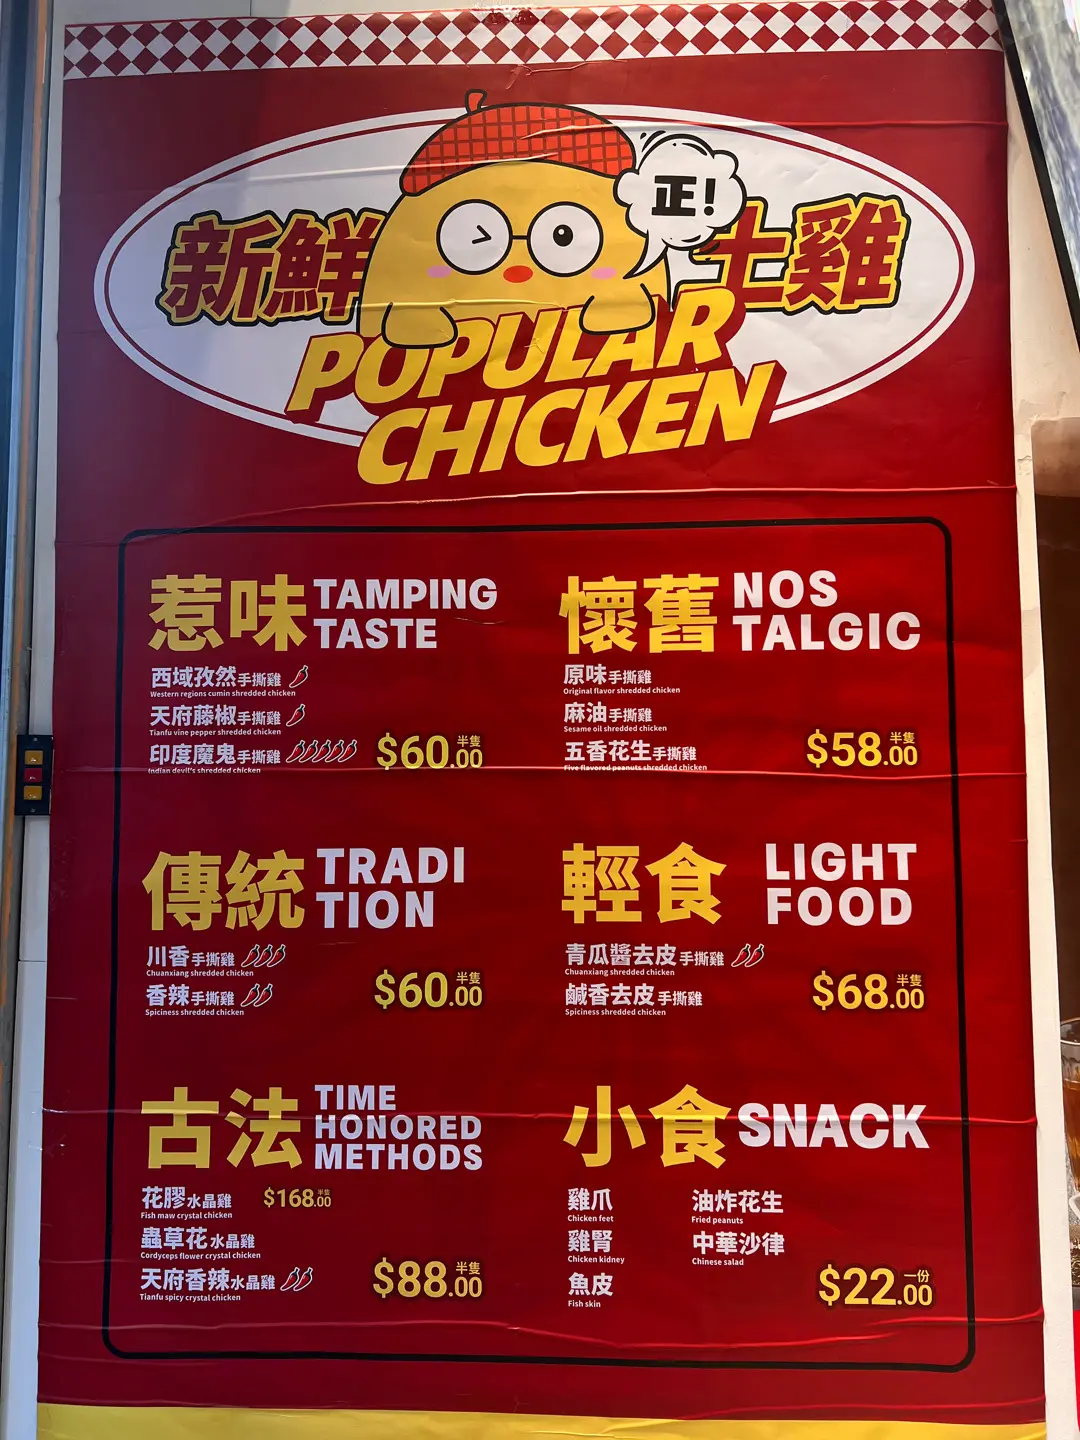 新鮮
正!
土雞
POPULAR
CHICKEN
惹味
TAMPING
TASTE
西域孜然手撕雞
Western regions cumin shredded chicken
天府藤椒手撕雞
Tianfu vine pepper shredded chicken
印度魔鬼手撕雞
Indian devil's shredded chicken
$60.00 半隻
懷舊
NOS
TALGIC
原味手撕雞
Original flavor shredded chicken
麻油手撕雞
Sesame oil shredded chicken
五香花生手撕雞
Five flavored peanuts shredded chicken
$58.00 半隻
傳統
TRADI
TION
川香手撕雞
Chuanxiang shredded chicken
香辣手撕雞
Spiciness shredded chicken
$60.00 半隻
輕食
LIGHT
FOOD
青瓜醬去皮手撕雞
Chuanxiang shredded chicken
鹹香去皮手撕雞
Spiciness shredded chicken
$68.00 半隻
古法
TIME
HONORED
METHODS
花膠水晶雞 $168.00 半隻
Fish maw crystal chicken
蟲草花水晶雞
Cordyceps flower crystal chicken
天府香辣水晶雞
Tianfu spicy crystal chicken
$88.00 半隻
小食 SNACK
雞爪
Chicken feet
雞腎
Chicken kidney
魚皮
Fish skin
油炸花生
Fried peanuts
中華沙律
Chinese salad
$22.00 一份